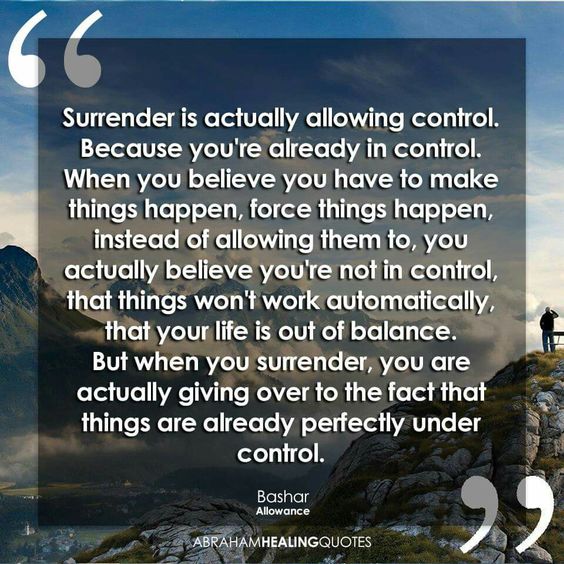 Surrender is actually allowing control.
Because you're already in control.
When you believe you have to make
things happen, force things happen,
instead of allowing them to, you
actually believe you're not in control,
that things won't work automatically,
that your life is out of balance.
But when you surrender, you are
actually giving over to the fact that
things are already perfectly under
control.
Bashar
Allowance
ABRAHAMHEALINGQUOTES